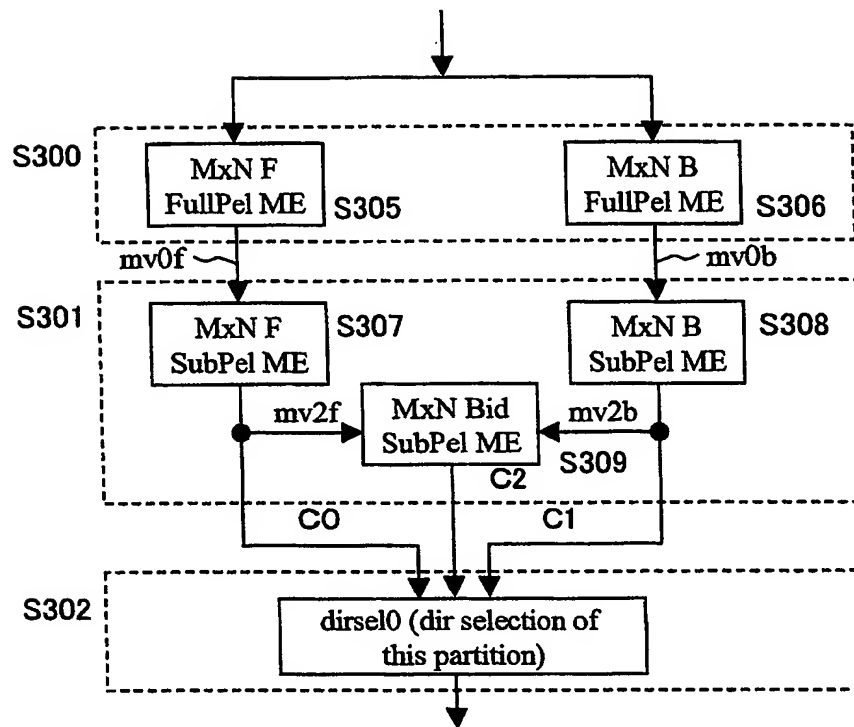 S300
MxN F
FullPel ME
S305
MxN B
FullPel ME
S306
mv0f
mv0b
S301
MxN F
SubPel ME
S307
MxN B
SubPel ME
S308
mv2f
MxN Bid
SubPel ME
mv2b
S309
C2
C0
C1
S302
dirsel0 (dir selection of
this partition)